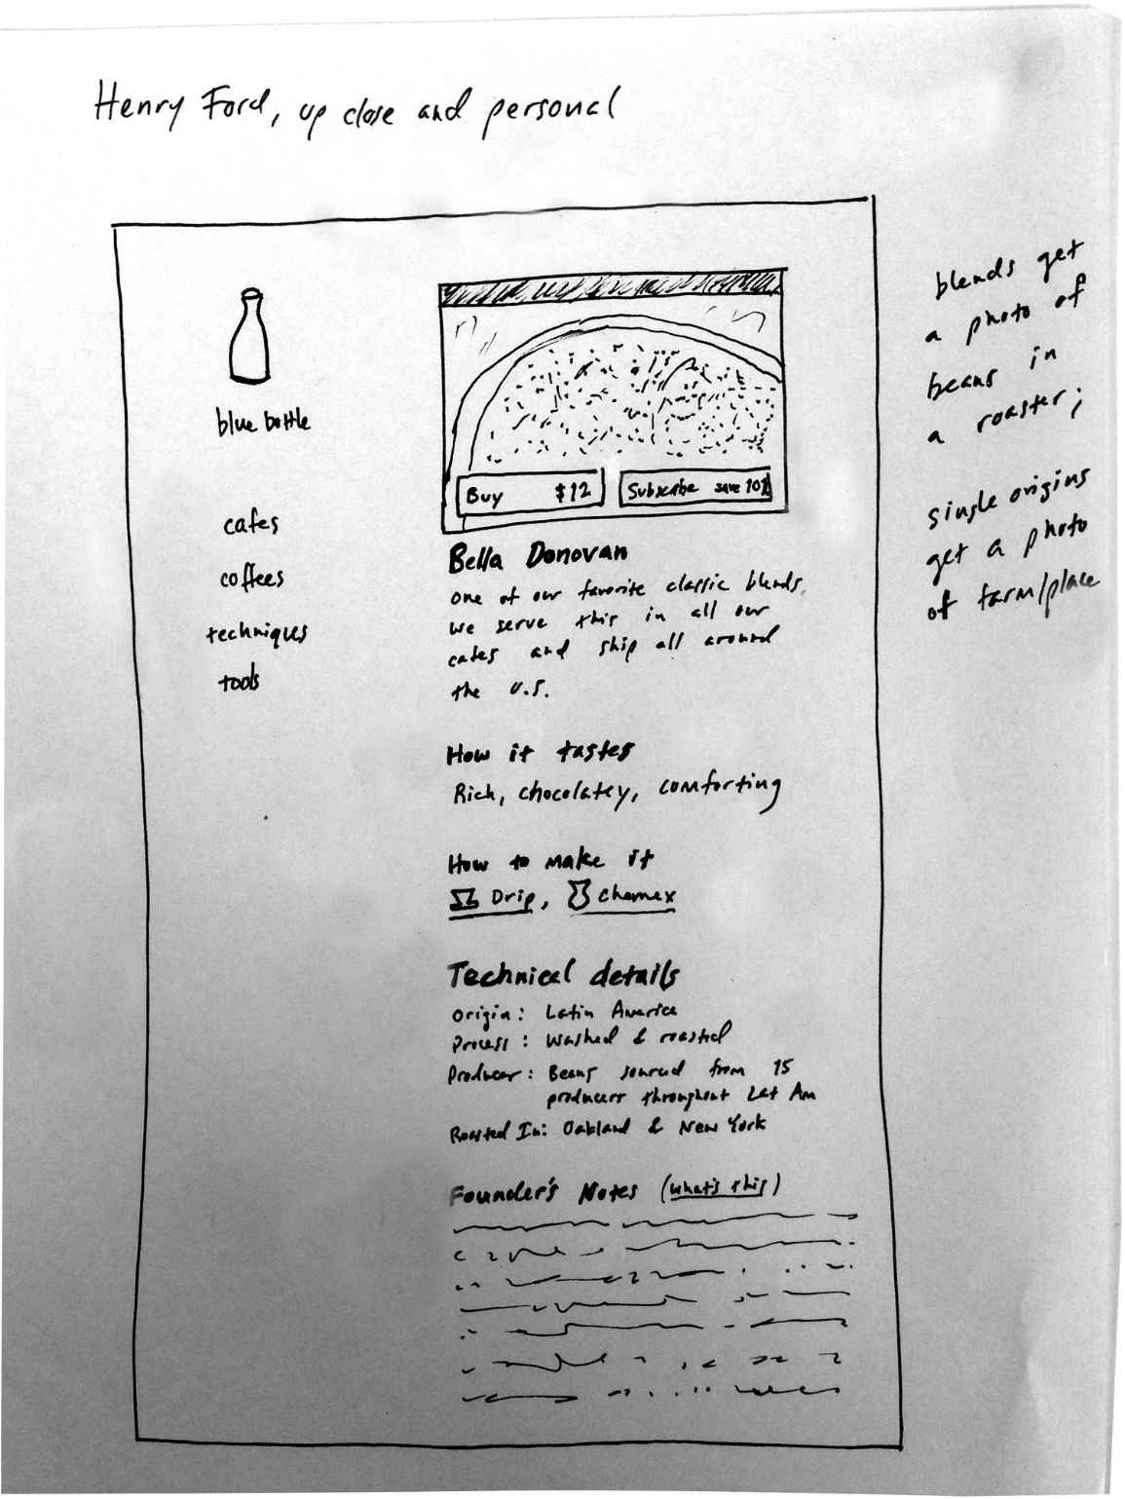 Henry Ford, up close and personal
blue bottle
cafes
coffees
techniques
tools
Buy $12
Subscribe save 10%
Bella Donovan
One of our favorite classic blends.
We serve this in all our
cafes and ship all around
the U.S.
How it tastes
Rich, chocolatey, comforting
How to make it
Drip, Chemex
Technical details
Origin: Latin America
Process: Washed & roasted
Producer: Beans sourced from 15
producers throughout Lat Am
Roasted In: Oakland & New York
Founder's Notes (what's this)
blends get
a photo of
beans in
a roaster;
single origins
get a photo
of farm/place